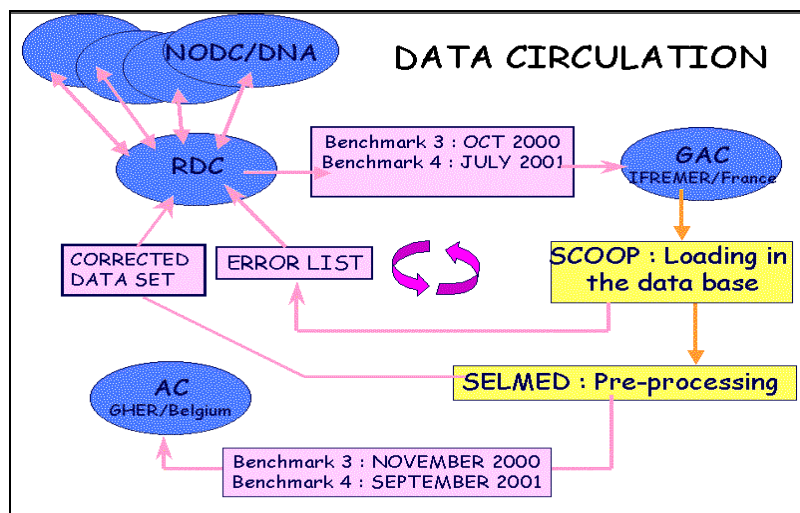 NODC/DNA
DATA CIRCULATION
RDC
Benchmark 3 : OCT 2000
Benchmark 4 : JULY 2001
GAC
IFREMER/France
CORRECTED
DATA SET
ERROR LIST
SCOOP : Loading in
the data base
SELMED : Pre-processing
AC
GHER/Belgium
Benchmark 3 : NOVEMBER 2000
Benchmark 4 : SEPTEMBER 2001